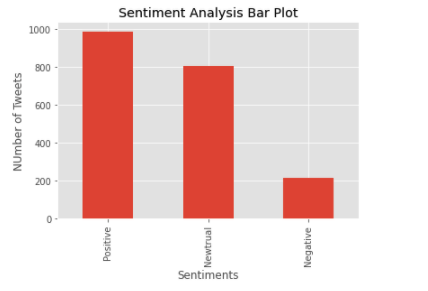 Sentiment Analysis Bar Plot
1000
800
600
400
200
0
NUmber of Tweets
Positive
Newtrual
Negative
Sentiments